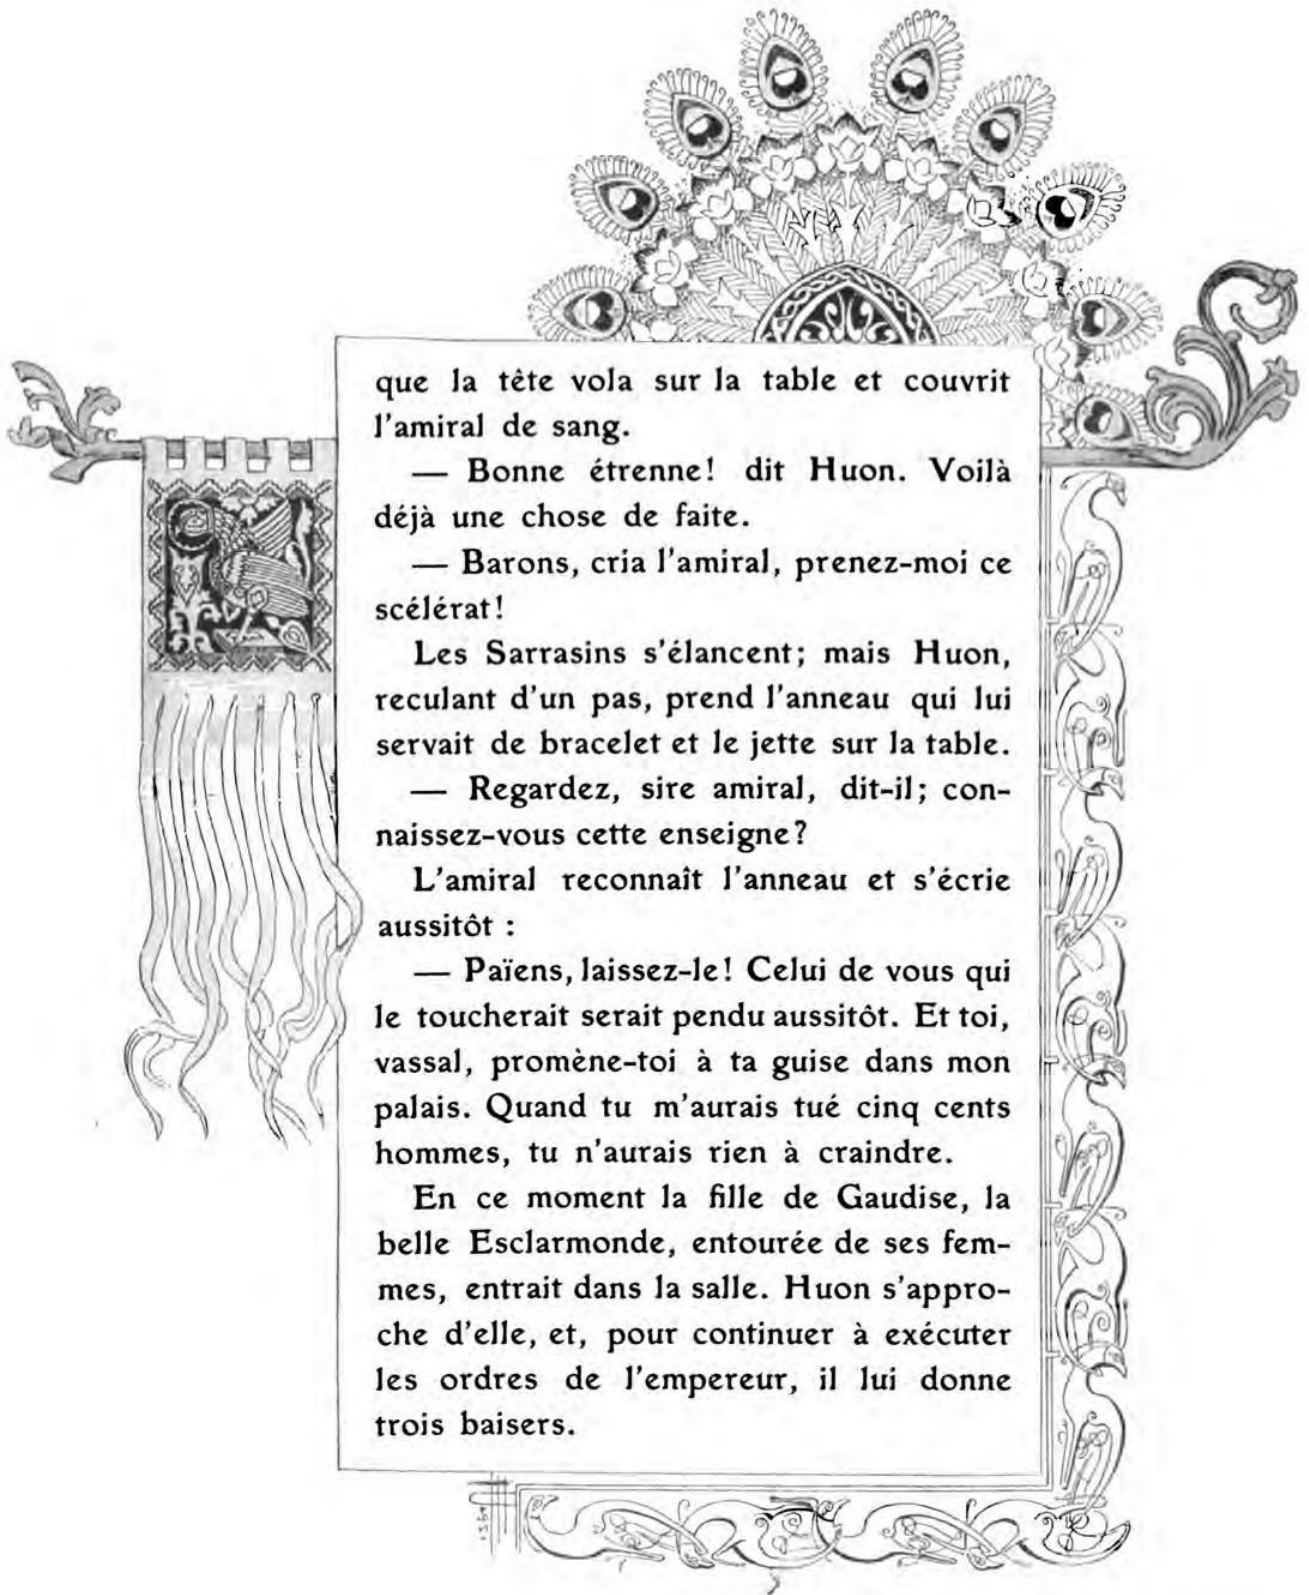 que la tête vola sur la table et couvrit
l'amiral de sang.
— Bonne étrenne! dit Huon. Voilà
déjà une chose de faite.
— Barons, cria l'amiral, prenez-moi ce
scélérat!
Les Sarrasins s'élancent; mais Huon,
reculant d'un pas, prend l'anneau qui lui
servait de bracelet et le jette sur la table.
— Regardez, sire amiral, dit-il; con-
naissez-vous cette enseigne?
L'amiral reconnaît l'anneau et s'écrie
aussitôt :
— Païens, laissez-le! Celui de vous qui
le toucherait serait pendu aussitôt. Et toi,
vassal, promène-toi à ta guise dans mon
palais. Quand tu m'aurais tué cinq cents
hommes, tu n'aurais rien à craindre.
En ce moment la fille de Gaudise, la
belle Esclarmonde, entourée de ses fem-
mes, entrait dans la salle. Huon s'appro-
che d'elle, et, pour continuer à exécuter
les ordres de l'empereur, il lui donne
trois baisers.